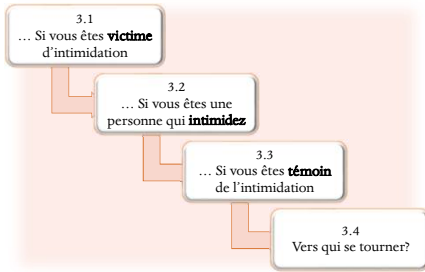 3.1
… Si vous êtes victime
d'intimidation
3.2
… Si vous êtes une
personne qui intimidez
3.3
… Si vous êtes témoin
de l'intimidation
3.4
Vers qui se tourner?